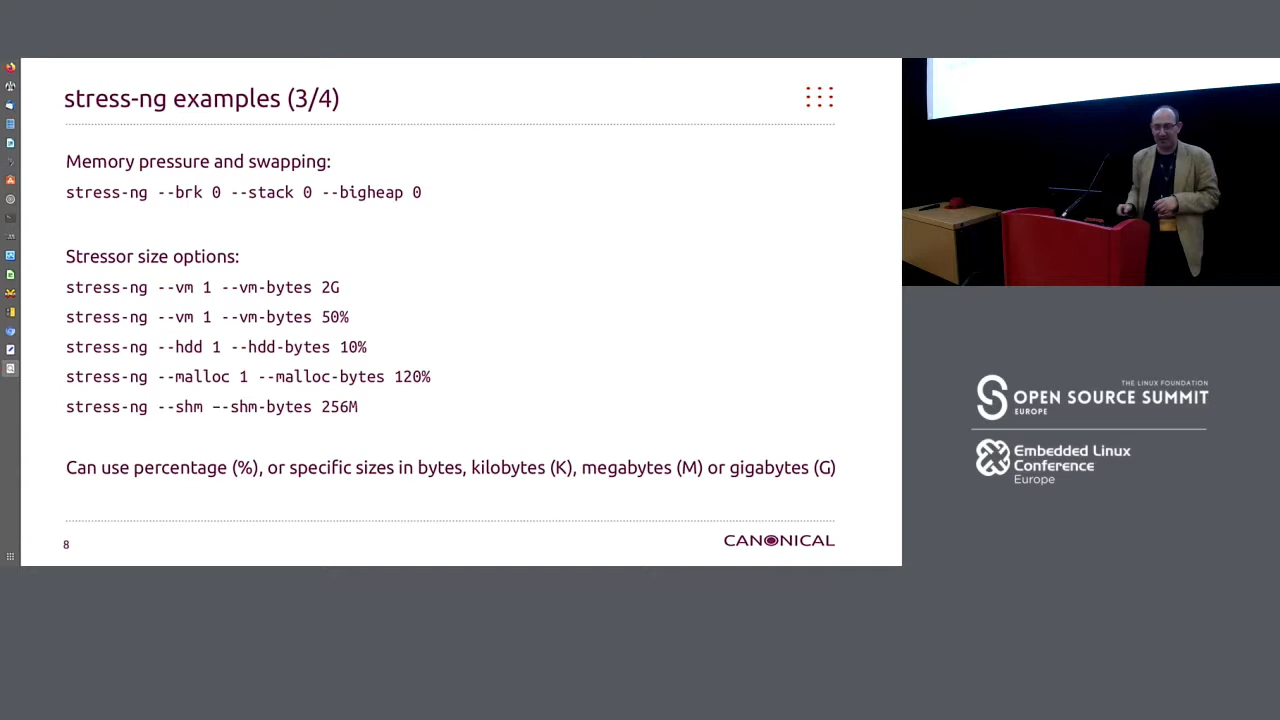 stress-ng examples (3/4)
Memory pressure and swapping:
stress-ng --brk 0 --stack 0 --bigheap 0
Stressor size options:
stress-ng --vm 1 --vm-bytes 2G
stress-ng --vm 1 --vm-bytes 50%
stress-ng --hdd 1 --hdd-bytes 10%
stress-ng --malloc 1 --malloc-bytes 120%
stress-ng --shm –-shm-bytes 256M
Can use percentage (%), or specific sizes in bytes, kilobytes (K), megabytes (M) or gigabytes (G)
8
CANONICAL
THE LINUX FOUNDATION
OPEN SOURCE SUMMIT
EUROPE
Embedded Linux
Conference
Europe